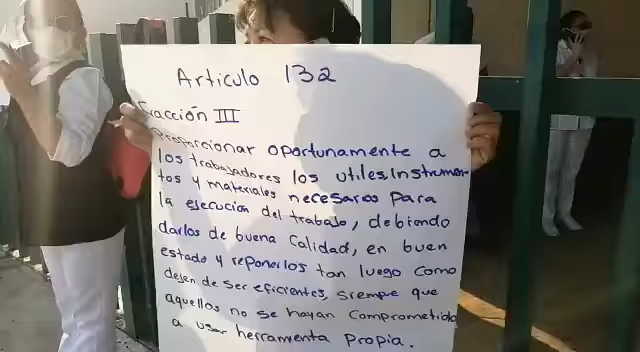 Articulo 132
Fracción III
Proporcionar oportunamente a
los trabajadores los utiles, Instrumen-
tos y materiales necesarios para
la ejecución del trabajo, debiendo
darlos de buena calidad, en buen
estado y reponerlos tan luego como
dejen de ser eficientes, siempre que
aquellos no se hayan comprometido
a usar herramienta propia.